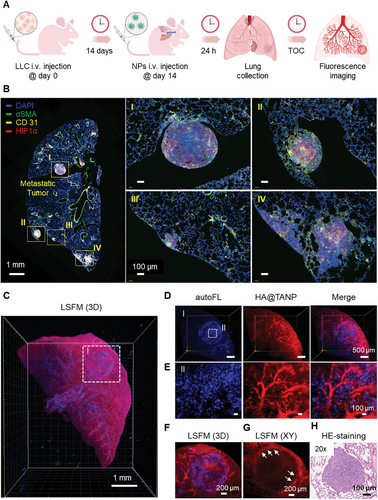 A
LLC i.v. injection
@ day 0
14 days
NPs i.v. injection
@ day 14
24 h
Lung
collection
TOC
Fluorescence
imaging
B
DAPI
αSMA
CD 31
HIF1α
Metastatic
Tumor
I
II
III
IV
1 mm
I
II
III
IV
100 μm
C
LSFM (3D)
I
1 mm
D
autoFL
HA@TANP
Merge
I
II
500 μm
E
II
100 μm
F
LSFM (3D)
200 μm
G
LSFM (XY)
200 μm
H
HE-staining
20x
100 μm